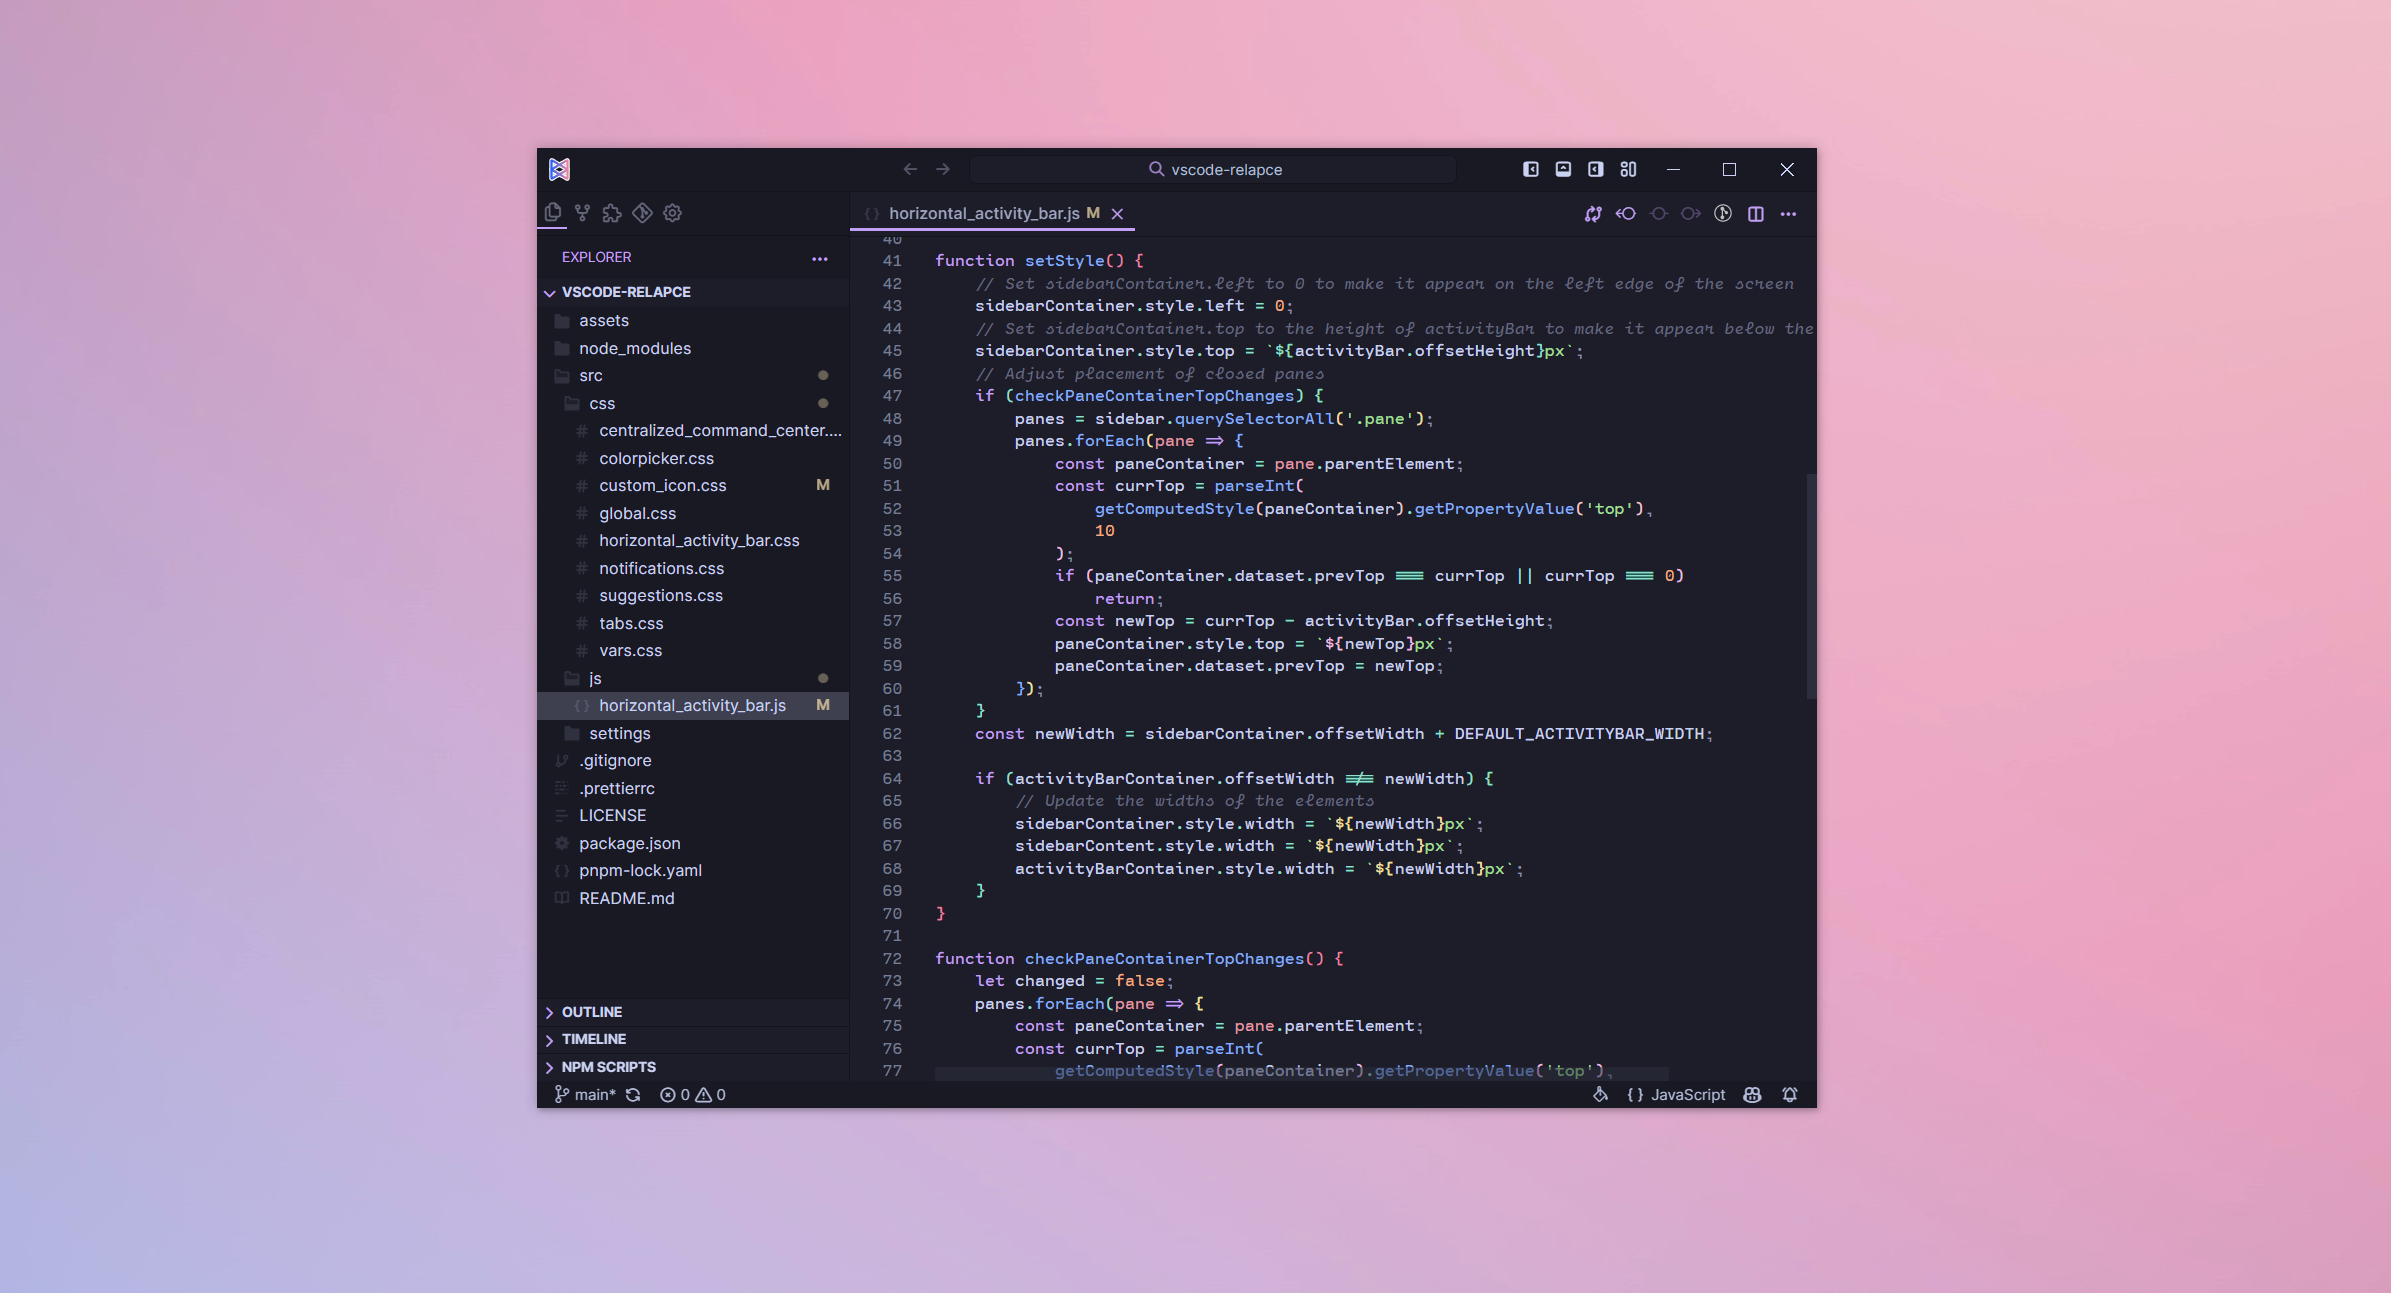 vscode-relapce
horizontal_activity_bar.js M
EXPLORER
VSCODE-RELAPCE
assets
node_modules
src
css
# centralized_command_center....
# colorpicker.css
# custom_icon.css M
# global.css
# horizontal_activity_bar.css
# notifications.css
# suggestions.css
# tabs.css
# vars.css
js
{} horizontal_activity_bar.js M
settings
.gitignore
.prettierrc
LICENSE
package.json
{} pnpm-lock.yaml
README.md
OUTLINE
TIMELINE
NPM SCRIPTS
40
41 function setStyle() {
42 // Set sidebarContainer.left to 0 to make it appear on the left edge of the screen
43 sidebarContainer.style.left = 0;
44 // Set sidebarContainer.top to the height of activityBar to make it appear below the
45 sidebarContainer.style.top = `${activityBar.offsetHeight}px`;
46 // Adjust placement of closed panes
47 if (checkPaneContainerTopChanges) {
48 panes = sidebar.querySelectorAll('.pane');
49 panes.forEach(pane => {
50 const paneContainer = pane.parentElement;
51 const currTop = parseInt(
52 getComputedStyle(paneContainer).getPropertyValue('top'),
53 10
54 );
55 if (paneContainer.dataset.prevTop === currTop || currTop === 0)
56 return;
57 const newTop = currTop - activityBar.offsetHeight;
58 paneContainer.style.top = `${newTop}px`;
59 paneContainer.dataset.prevTop = newTop;
60 });
61 }
62 const newWidth = sidebarContainer.offsetWidth + DEFAULT_ACTIVITYBAR_WIDTH;
63
64 if (activityBarContainer.offsetWidth !== newWidth) {
65 // Update the widths of the elements
66 sidebarContainer.style.width = `${newWidth}px`;
67 sidebarContent.style.width = `${newWidth}px`;
68 activityBarContainer.style.width = `${newWidth}px`;
69 }
70 }
71
72 function checkPaneContainerTopChanges() {
73 let changed = false;
74 panes.forEach(pane => {
75 const paneContainer = pane.parentElement;
76 const currTop = parseInt(
77 getComputedStyle(paneContainer).getPropertyValue('top'),
main* 0 0
{} JavaScript